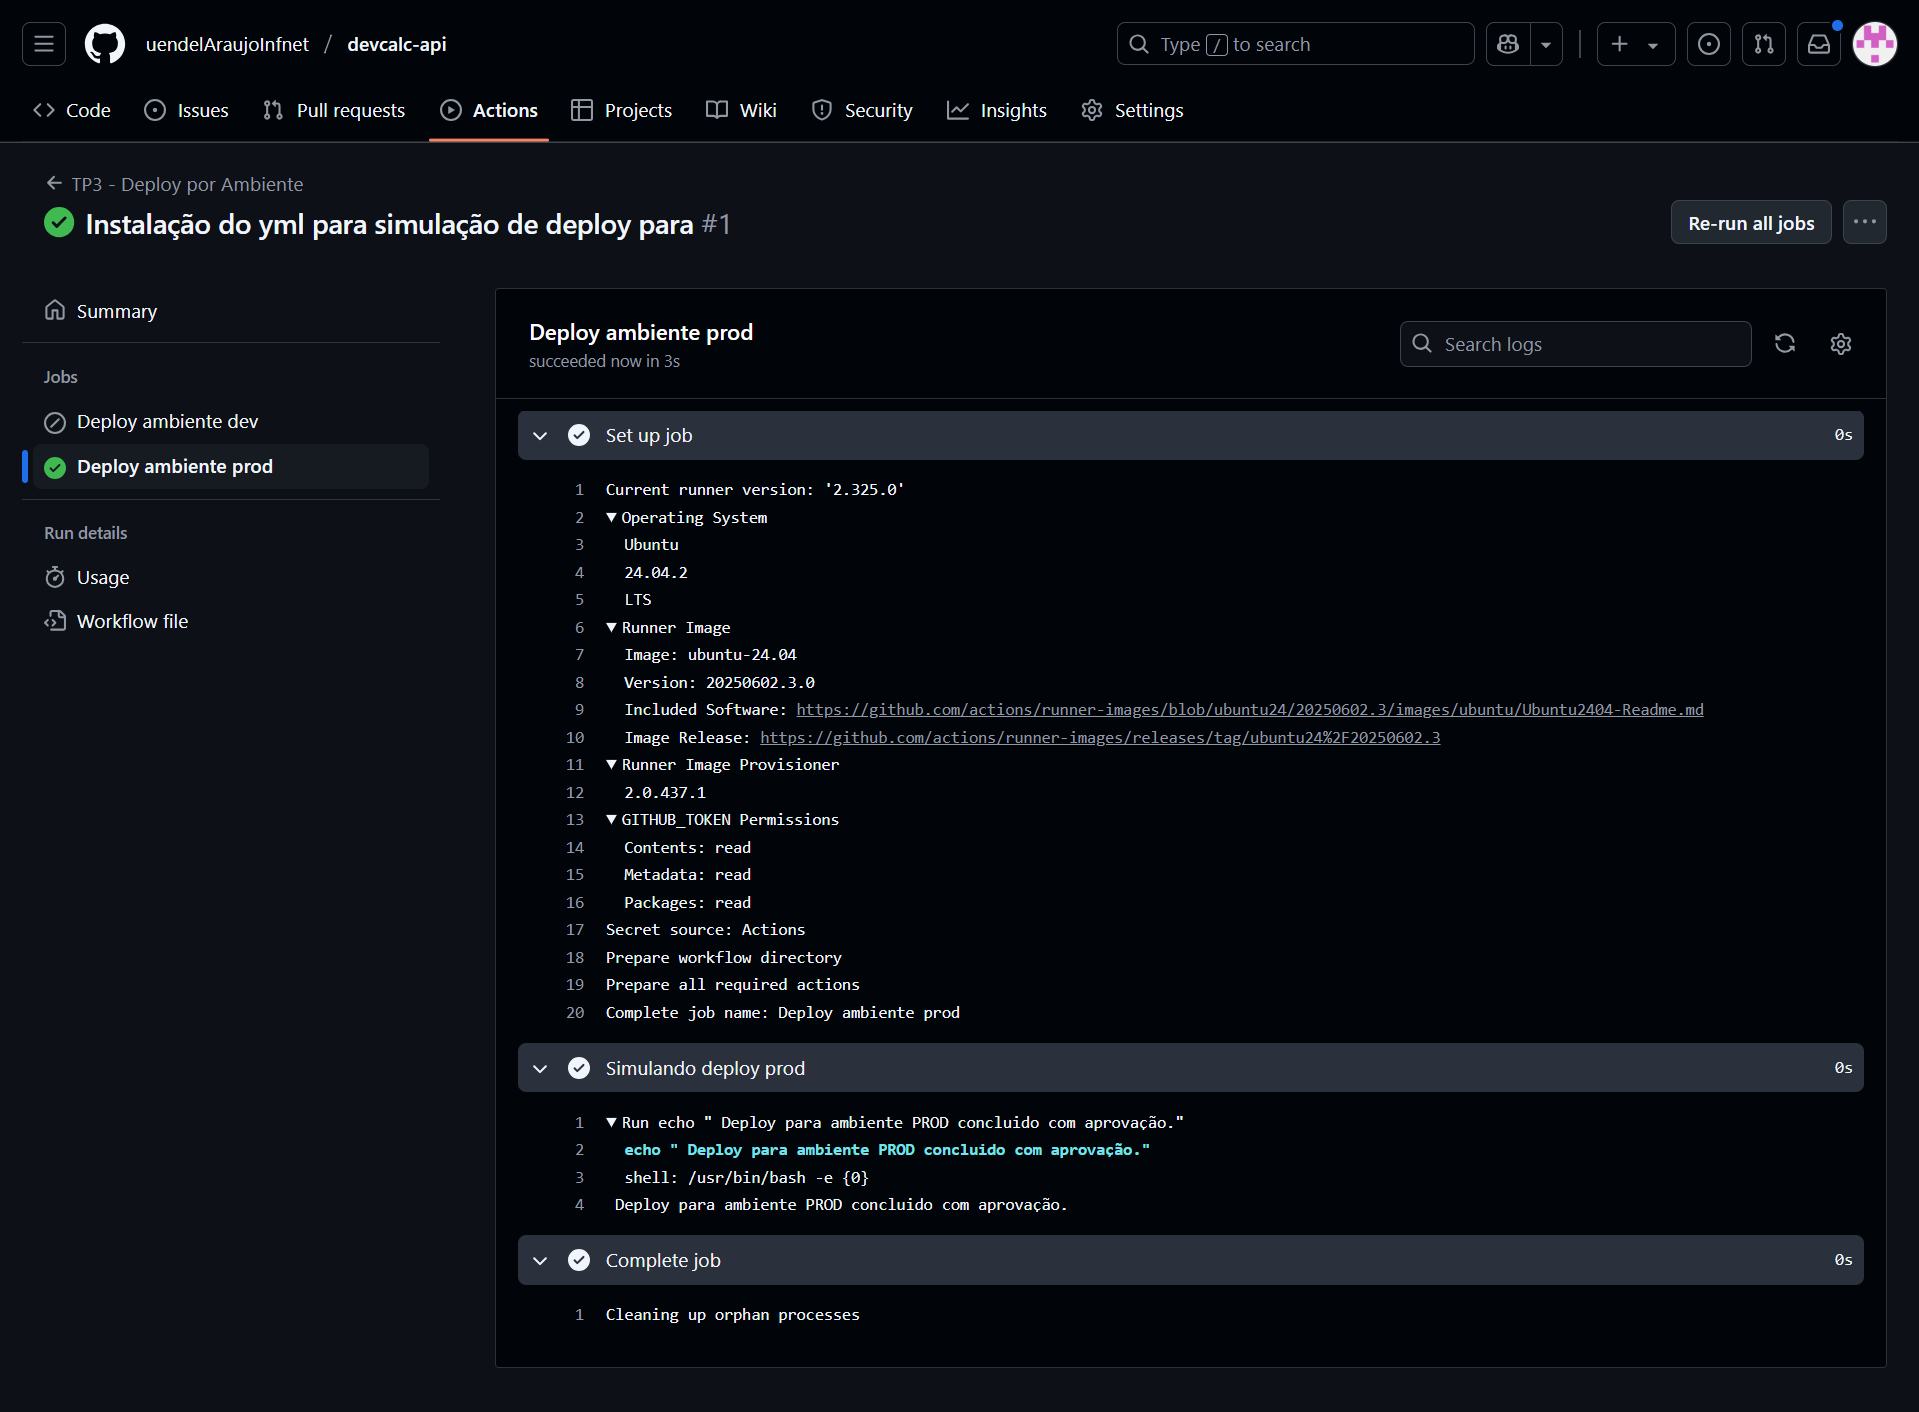 uendelAraujoInfnet / devcalc-api
Type / to search
Code
Issues
Pull requests
Actions
Projects
Wiki
Security
Insights
Settings
TP3 - Deploy por Ambiente
Instalação do yml para simulação de deploy para #1
Re-run all jobs
Summary
Jobs
Deploy ambiente dev
Deploy ambiente prod
Run details
Usage
Workflow file
Deploy ambiente prod
succeeded now in 3s
Search logs
Set up job
0s
1 Current runner version: '2.325.0'
2 Operating System
3 Ubuntu
4 24.04.2
5 LTS
6 Runner Image
7 Image: ubuntu-24.04
8 Version: 20250602.3.0
9 Included Software: https://github.com/actions/runner-images/blob/ubuntu24/20250602.3/images/ubuntu/Ubuntu2404-Readme.md
10 Image Release: https://github.com/actions/runner-images/releases/tag/ubuntu24%2F20250602.3
11 Runner Image Provisioner
12 2.0.437.1
13 GITHUB_TOKEN Permissions
14 Contents: read
15 Metadata: read
16 Packages: read
17 Secret source: Actions
18 Prepare workflow directory
19 Prepare all required actions
20 Complete job name: Deploy ambiente prod
Simulando deploy prod
0s
1 Run echo " Deploy para ambiente PROD concluido com aprovação."
2 echo " Deploy para ambiente PROD concluido com aprovação."
3 shell: /usr/bin/bash -e {0}
4 Deploy para ambiente PROD concluido com aprovação.
Complete job
0s
1 Cleaning up orphan processes